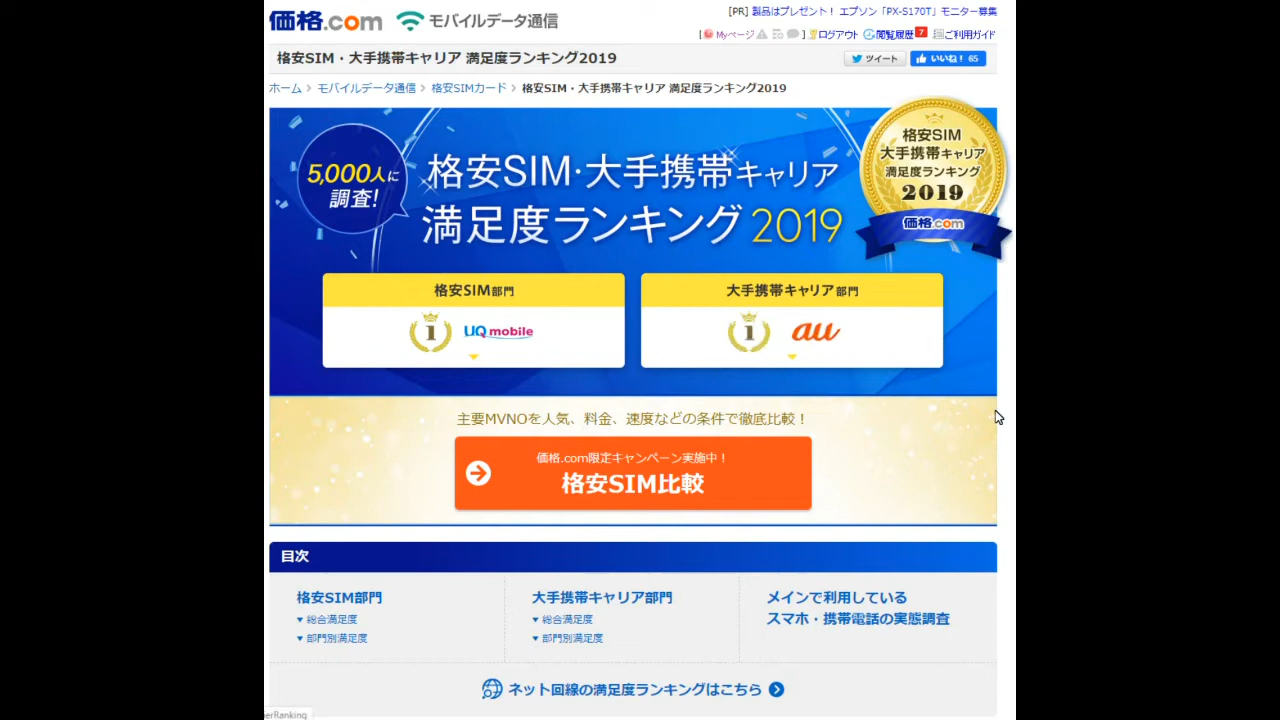 価格.com モバイルデータ通信
[PR] 製品はプレゼント！ エプソン「PX-S170T」モニター募集
[ Myページ ] ログアウト 閲覧履歴 7 ご利用ガイド
格安SIM・大手携帯キャリア 満足度ランキング2019
ツイート いいね！ 65
ホーム > モバイルデータ通信 > 格安SIMカード > 格安SIM・大手携帯キャリア 満足度ランキング2019
5,000人に
調査!
格安SIM・大手携帯キャリア
満足度ランキング 2019
格安SIM
大手携帯キャリア
満足度ランキング
2019
価格.com
格安SIM部門
1 UQ mobile
大手携帯キャリア部門
1 au
主要MVNOを人気、料金、速度などの条件で徹底比較！
価格.com限定キャンペーン実施中！
格安SIM比較
目次
格安SIM部門
▼総合満足度
▼部門別満足度
大手携帯キャリア部門
▼総合満足度
▼部門別満足度
メインで利用している
スマホ・携帯電話の実態調査
ネット回線の満足度ランキングはこちら
erRanking